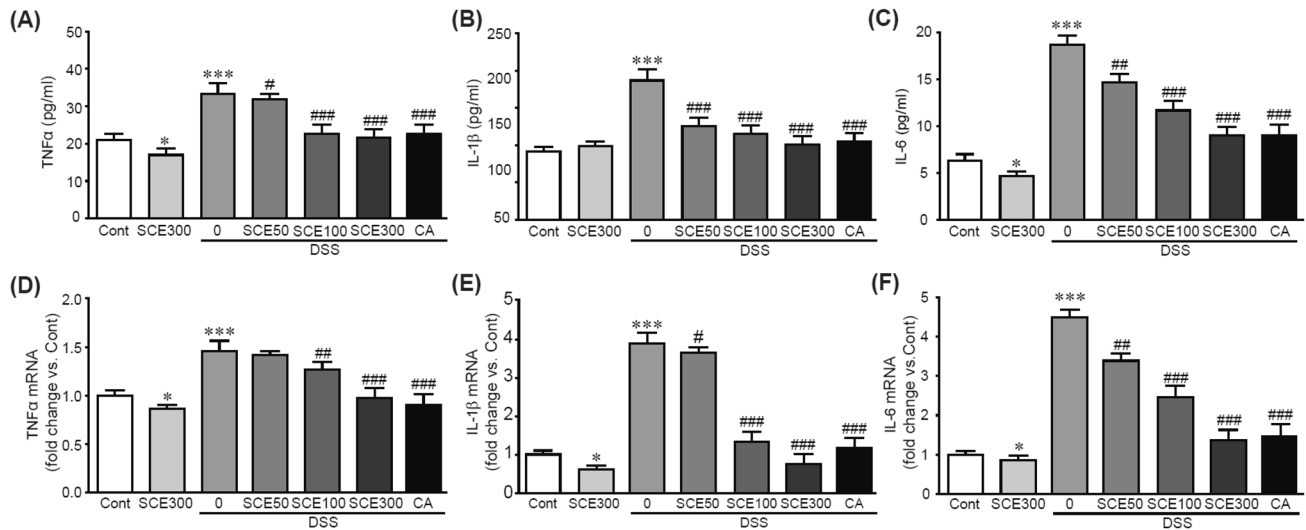 (A)
TNFα
(pg/ml)
50
40
30
20
10
0
***
*
#
###
###
###
Cont SCE300 0 SCE50 SCE100 SCE300 CA
DSS
(B)
IL-1β (pg/ml)
250
200
150
100
50
***
###
###
###
###
Cont SCE300 0 SCE50 SCE100 SCE300 CA
DSS
(C)
IL-6 (pg/ml)
20
15
10
5
0
***
*
##
###
###
###
Cont SCE300 0 SCE50 SCE100 SCE300 CA
DSS
(D)
TNFα mRNA
(fold change vs. Cont)
2.0
1.5
1.0
0.5
0.0
***
*
##
###
###
Cont SCE300 0 SCE50 SCE100 SCE300 CA
DSS
(E)
IL-1β mRNA
(fold change vs. Cont)
5
4
3
2
1
0
***
*
#
###
###
###
Cont SCE300 0 SCE50 SCE100 SCE300 CA
DSS
(F)
IL-6 mRNA
(fold change vs.Cont)
5
4
3
2
1
0
***
*
##
###
###
###
Cont SCE300 0 SCE50 SCE100 SCE300 CA
DSS